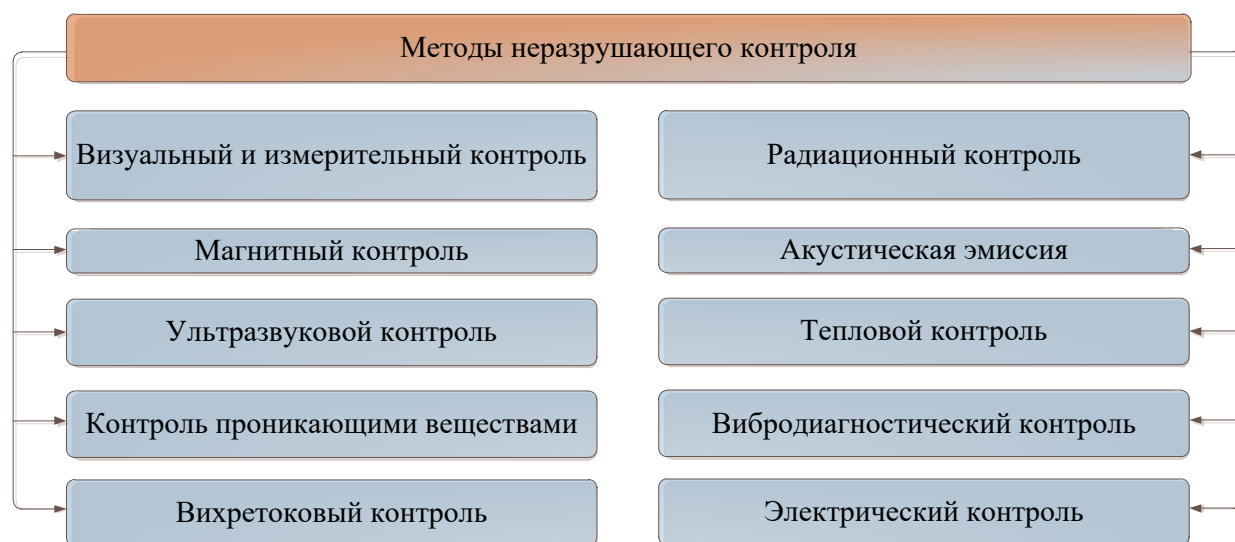 Методы неразрушающего контроля
Визуальный и измерительный контроль
Радиационный контроль
Магнитный контроль
Акустическая эмиссия
Ультразвуковой контроль
Тепловой контроль
Контроль проникающими веществами
Вибродиагностический контроль
Вихретоковый контроль
Электрический контроль